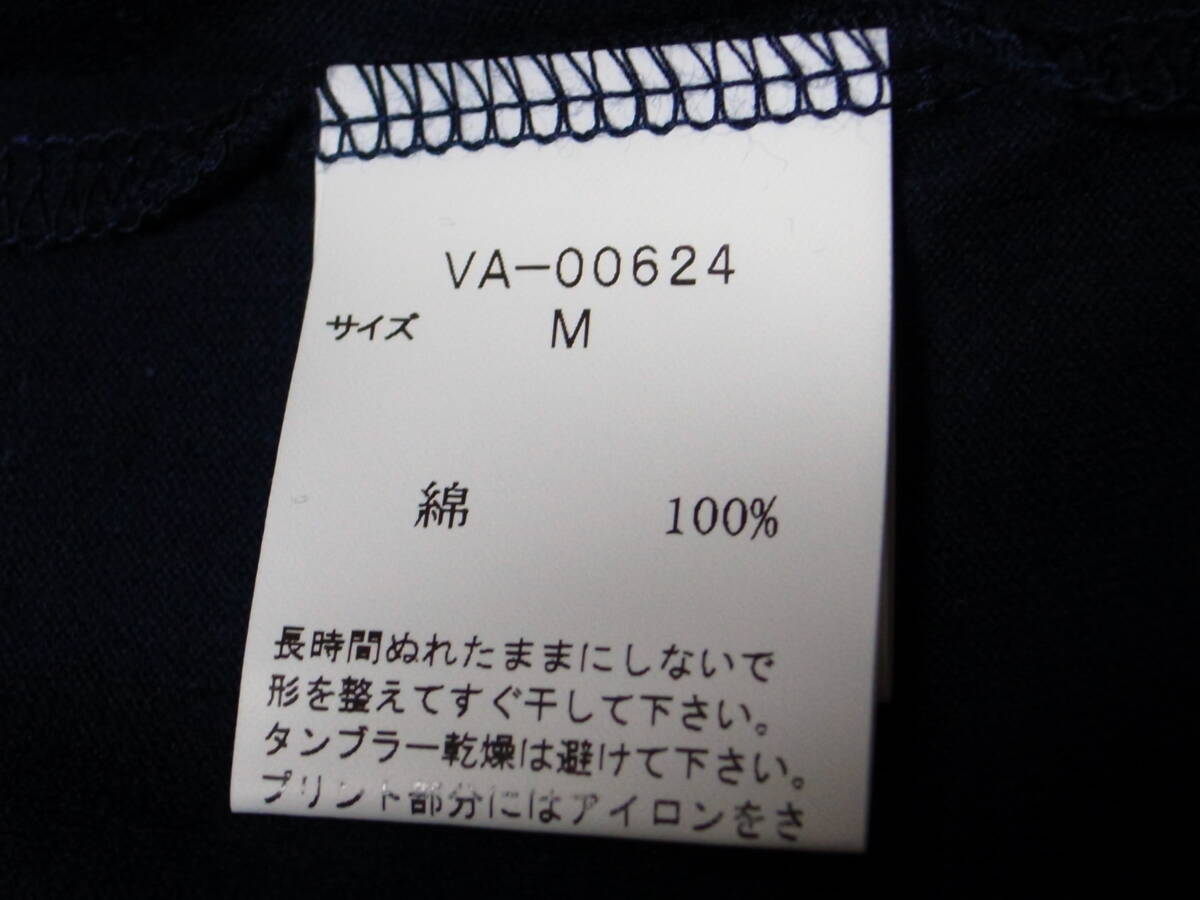 VA-00624
サイズ M
綿 100%
長時間ぬれたままにしないで
形を整えてすぐ干して下さい。
タンブラー乾燥は避けて下さい。
プリント部分にはアイロンをさ